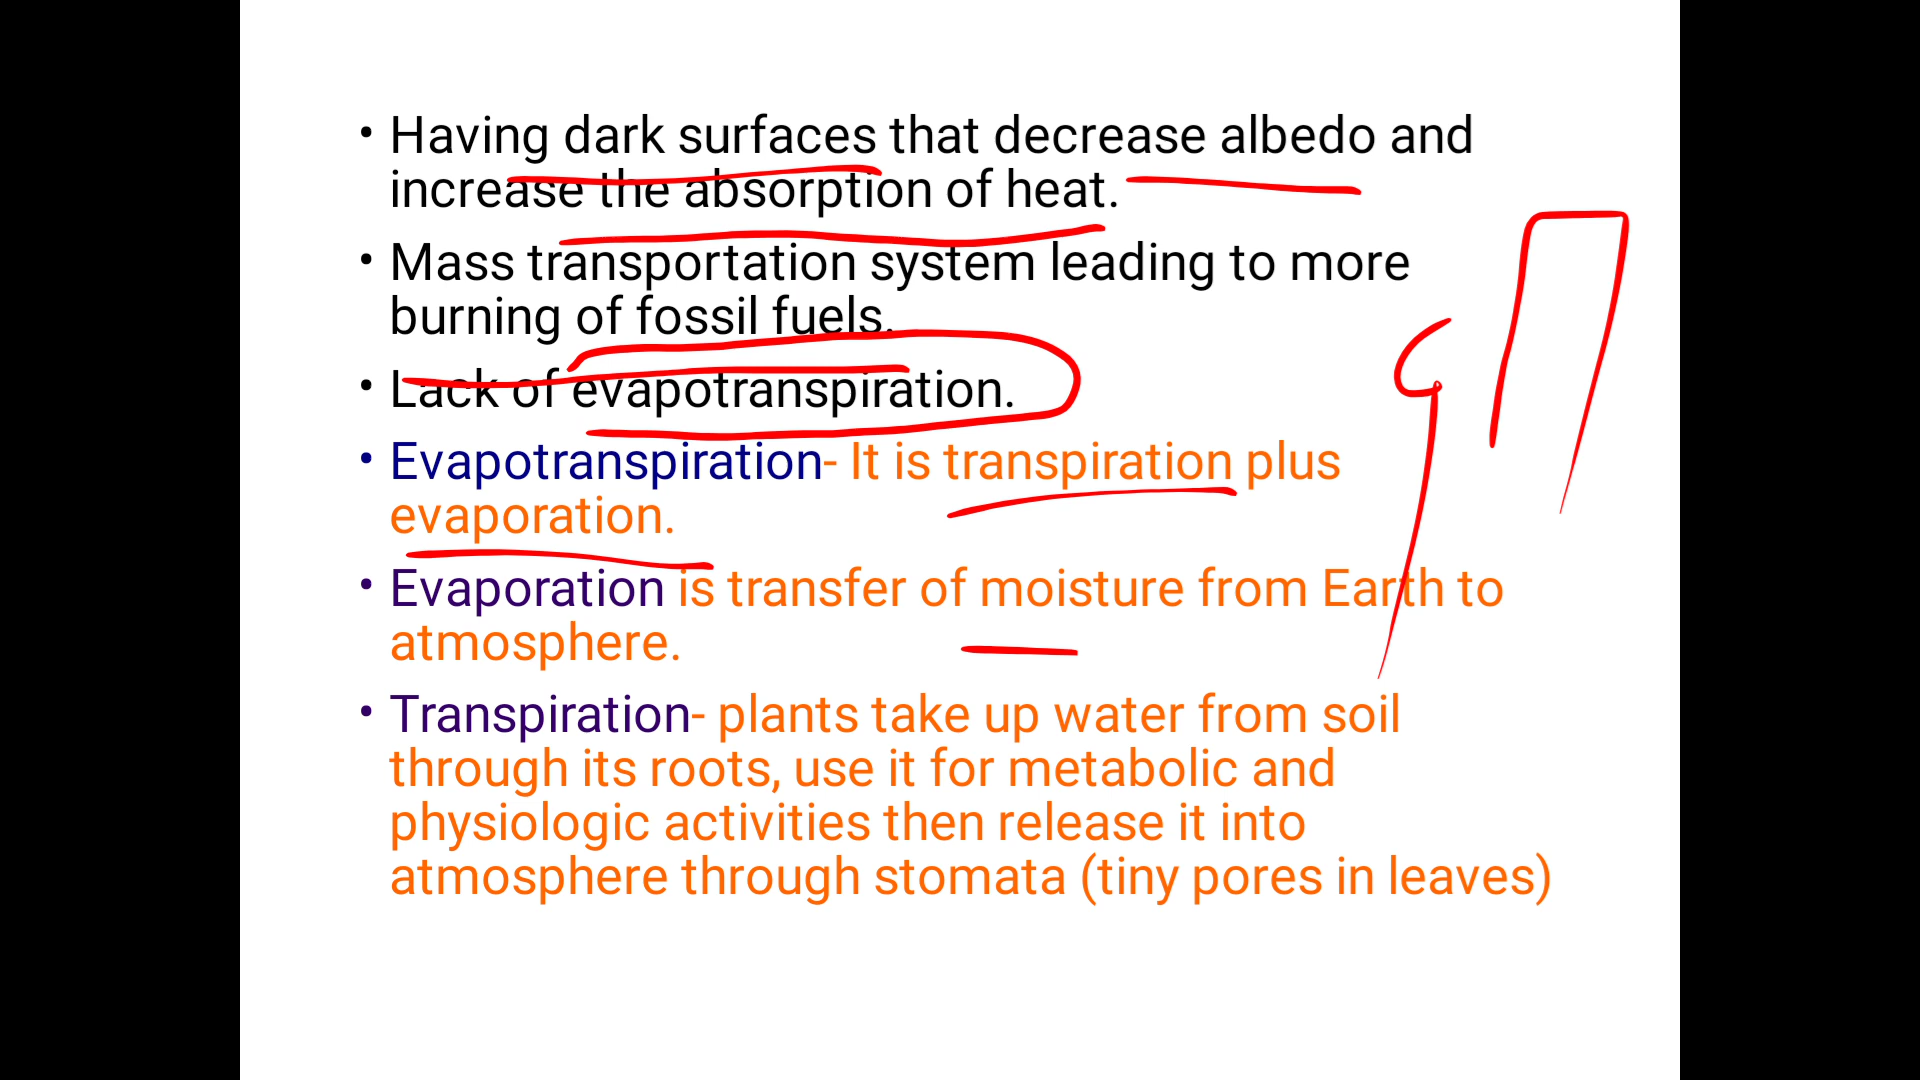 • Having dark surfaces that decrease albedo and
increase the absorption of heat.
• Mass transportation system leading to more
burning of fossil fuels.
• Lack of evapotranspiration.
• Evapotranspiration- It is transpiration plus
evaporation.
• Evaporation is transfer of moisture from Earth to
atmosphere.
• Transpiration- plants take up water from soil
through its roots, use it for metabolic and
physiologic activities then release it into
atmosphere through stomata (tiny pores in leaves)